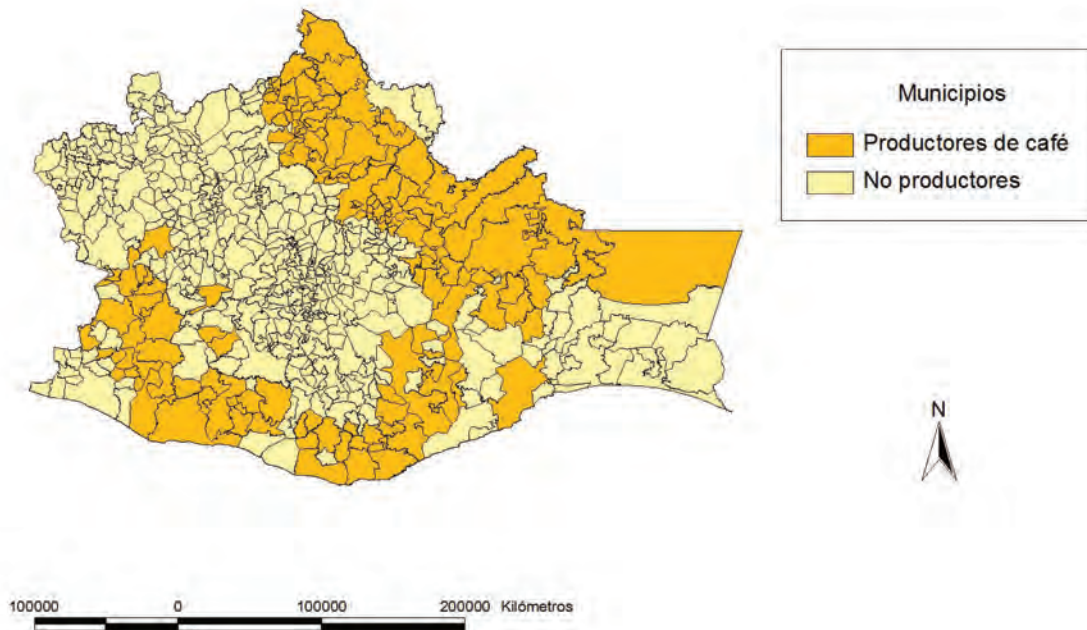 Municipios
Productores de café
No productores
N
100000 0 100000 200000 Kilómetros